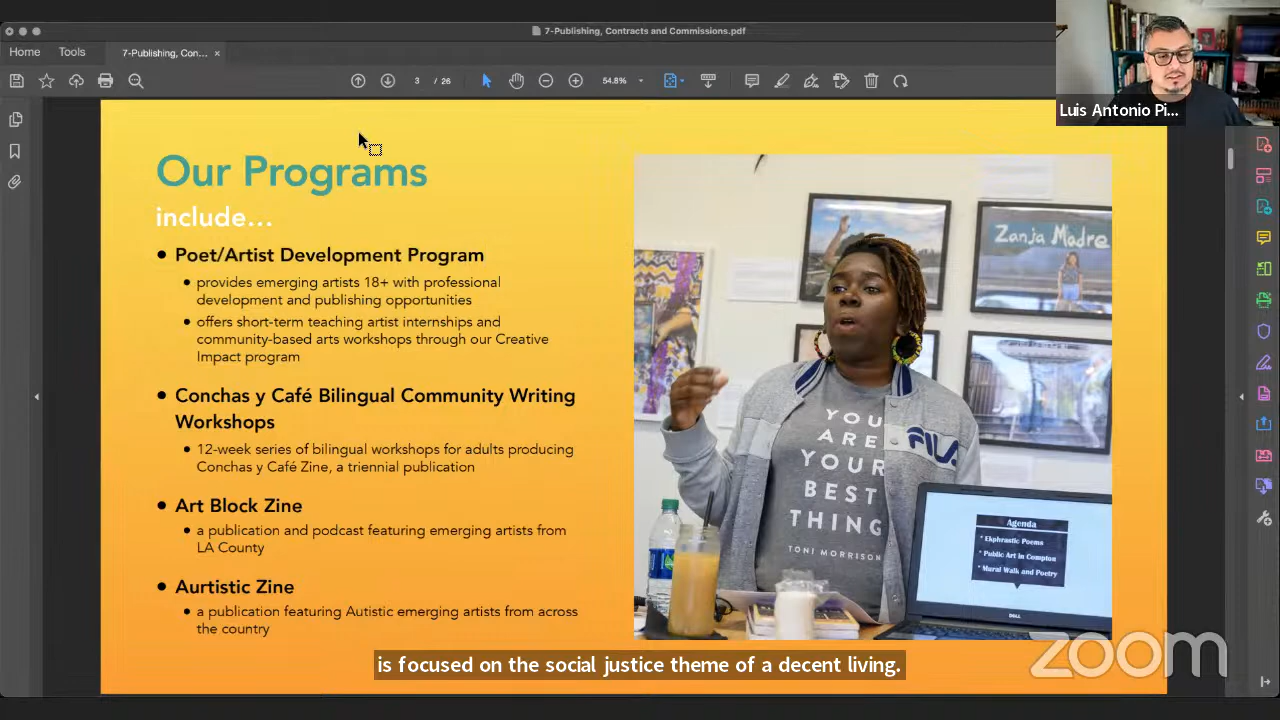 7-Publishing, Contracts and Commissions.pdf
Home
Tools
7-Publishing, Con... ×
3 / 26
54.8%
Luis Antonio Pi...
Our Programs
include...
• Poet/Artist Development Program
• provides emerging artists 18+ with professional
development and publishing opportunities
• offers short-term teaching artist internships and
community-based arts workshops through our Creative
Impact program
• Conchas y Café Bilingual Community Writing
Workshops
• 12-week series of bilingual workshops for adults producing
Conchas y Café Zine, a triennial publication
• Art Block Zine
• a publication and podcast featuring emerging artists from
LA County
• Aurtistic Zine
• a publication featuring Autistic emerging artists from across
the country
Zanja Madre
YOU
ARE
YOUR
BEST
THING
TONI MORRISON
FILA
Agenda
* Ekphrastic Poems
* Public Art in Compton
* Mural Walk and Poetry
DELL
is focused on the social justice theme of a decent living.
zoom